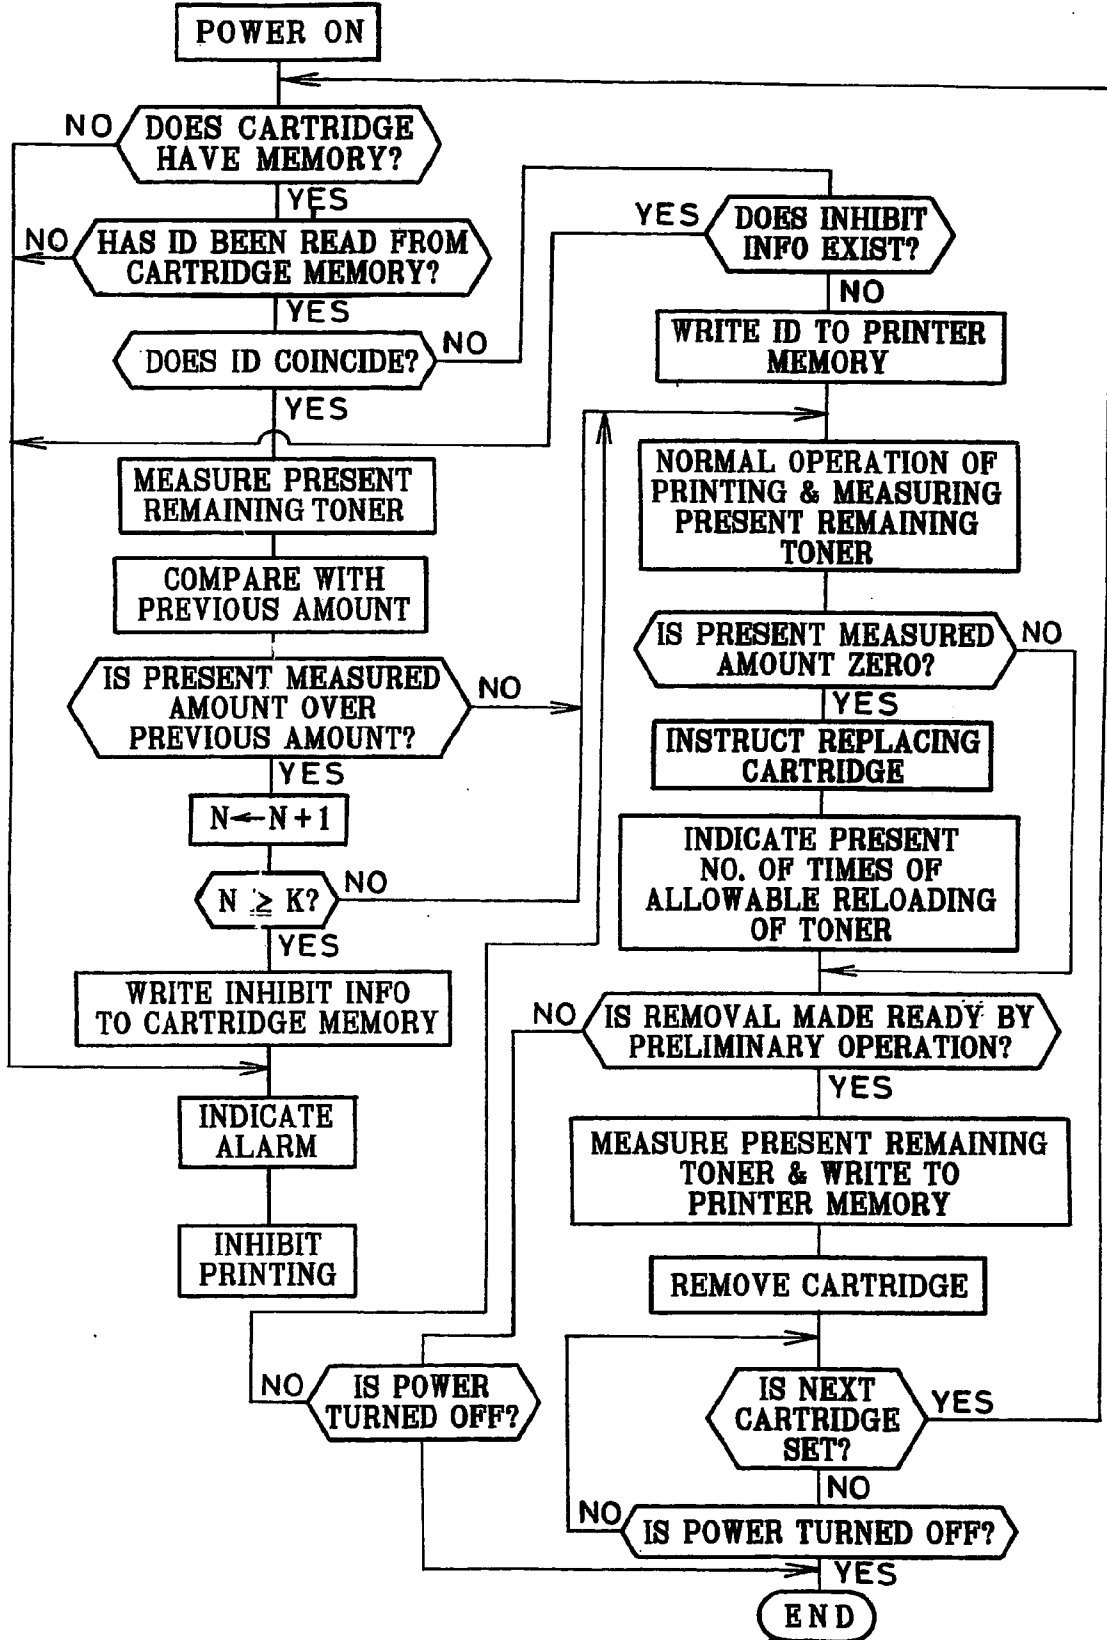 POWER ON
NO
DOES CARTRIDGE
HAVE MEMORY?
YES
NO
HAS ID BEEN READ FROM
CARTRIDGE MEMORY?
YES
DOES ID COINCIDE?
NO
YES
MEASURE PRESENT
REMAINING TONER
COMPARE WITH
PREVIOUS AMOUNT
IS PRESENT MEASURED
AMOUNT OVER
PREVIOUS AMOUNT?
NO
YES
N←N+1
N ≧ K?
NO
YES
WRITE INHIBIT INFO
TO CARTRIDGE MEMORY
INDICATE
ALARM
INHIBIT
PRINTING
YES
DOES INHIBIT
INFO EXIST?
NO
WRITE ID TO PRINTER
MEMORY
NORMAL OPERATION OF
PRINTING & MEASURING
PRESENT REMAINING
TONER
IS PRESENT MEASURED
AMOUNT ZERO?
NO
YES
INSTRUCT REPLACING
CARTRIDGE
INDICATE PRESENT
NO. OF TIMES OF
ALLOWABLE RELOADING
OF TONER
NO
IS REMOVAL MADE READY BY
PRELIMINARY OPERATION?
YES
MEASURE PRESENT REMAINING
TONER & WRITE TO
PRINTER MEMORY
REMOVE CARTRIDGE
NO
IS POWER
TURNED OFF?
IS NEXT
CARTRIDGE
SET?
YES
NO
NO
IS POWER TURNED OFF?
YES
END